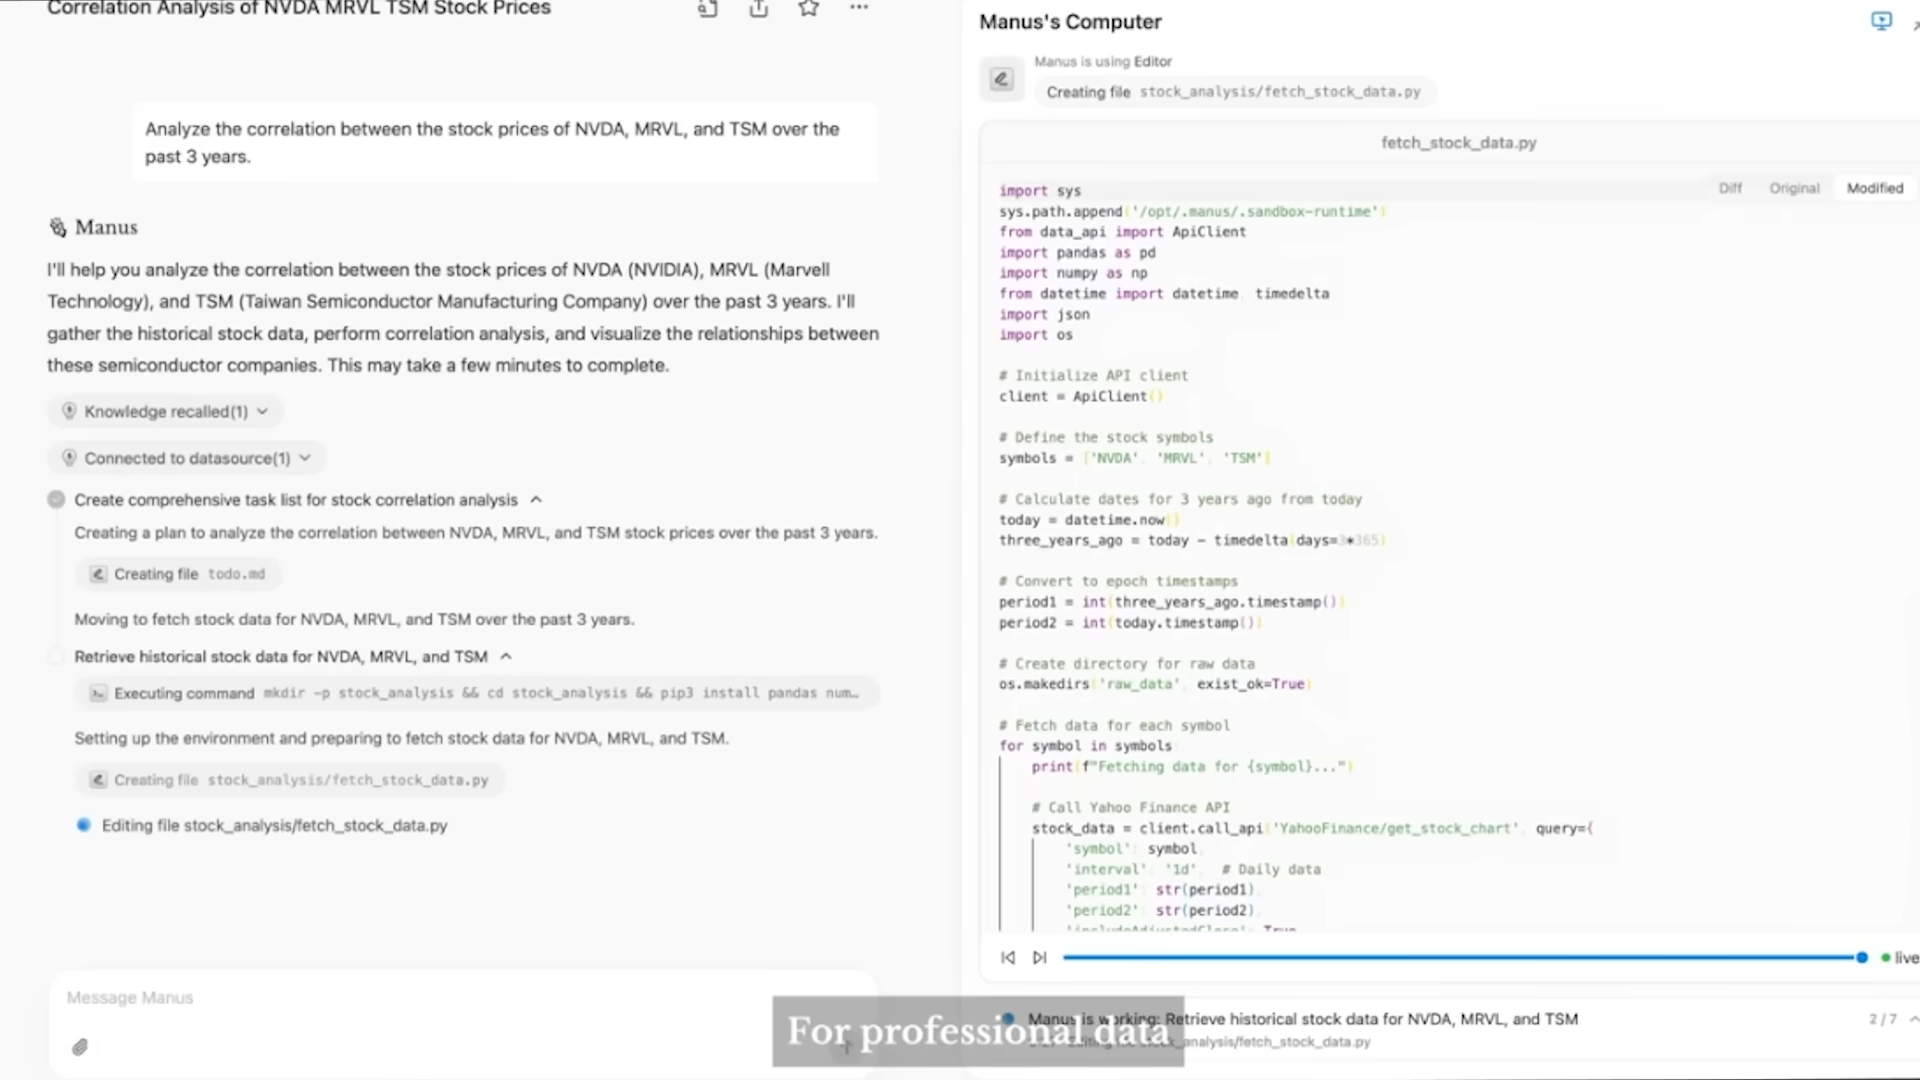 Correlation Analysis of NVDA MRVL TSM Stock Prices
Analyze the correlation between the stock prices of NVDA, MRVL, and TSM over the
past 3 years.
Manus
I'll help you analyze the correlation between the stock prices of NVDA (NVIDIA), MRVL (Marvell
Technology), and TSM (Taiwan Semiconductor Manufacturing Company) over the past 3 years. I'll
gather the historical stock data, perform correlation analysis, and visualize the relationships between
these semiconductor companies. This may take a few minutes to complete.
Knowledge recalled(1)
Connected to datasource(1)
Create comprehensive task list for stock correlation analysis
Creating a plan to analyze the correlation between NVDA, MRVL, and TSM stock prices over the past 3 years.
Creating file todo.md
Moving to fetch stock data for NVDA, MRVL, and TSM over the past 3 years.
Retrieve historical stock data for NVDA, MRVL, and TSM
Executing command mkdir -p stock_analysis && cd stock_analysis && pip3 install pandas num…
Setting up the environment and preparing to fetch stock data for NVDA, MRVL, and TSM.
Creating file stock_analysis/fetch_stock_data.py
Editing file stock_analysis/fetch_stock_data.py
Message Manus
Manus's Computer
Manus is using Editor
Creating file stock_analysis/fetch_stock_data.py
fetch_stock_data.py
Diff Original Modified
import sys
sys.path.append('/opt/.manus/.sandbox-runtime')
from data_api import ApiClient
import pandas as pd
import numpy as np
from datetime import datetime, timedelta
import json
import os
# Initialize API client
client = ApiClient()
# Define the stock symbols
symbols = ['NVDA', 'MRVL', 'TSM']
# Calculate dates for 3 years ago from today
today = datetime.now()
three_years_ago = today - timedelta(days=3*365)
# Convert to epoch timestamps
period1 = int(three_years_ago.timestamp())
period2 = int(today.timestamp())
# Create directory for raw data
os.makedirs('raw_data', exist_ok=True)
# Fetch data for each symbol
for symbol in symbols
print(f"Fetching data for {symbol}...")
# Call Yahoo Finance API
stock_data = client.call_api('YahooFinance/get_stock_chart', query={
'symbol': symbol,
'interval': '1d', # Daily data
'period1': str(period1),
'period2': str(period2),
'includeAdjustedClose': True
live
Manus is working: Retrieve historical stock data for NVDA, MRVL, and TSM
2 / 7
Editing file stock_analysis/fetch_stock_data.py
For professional data